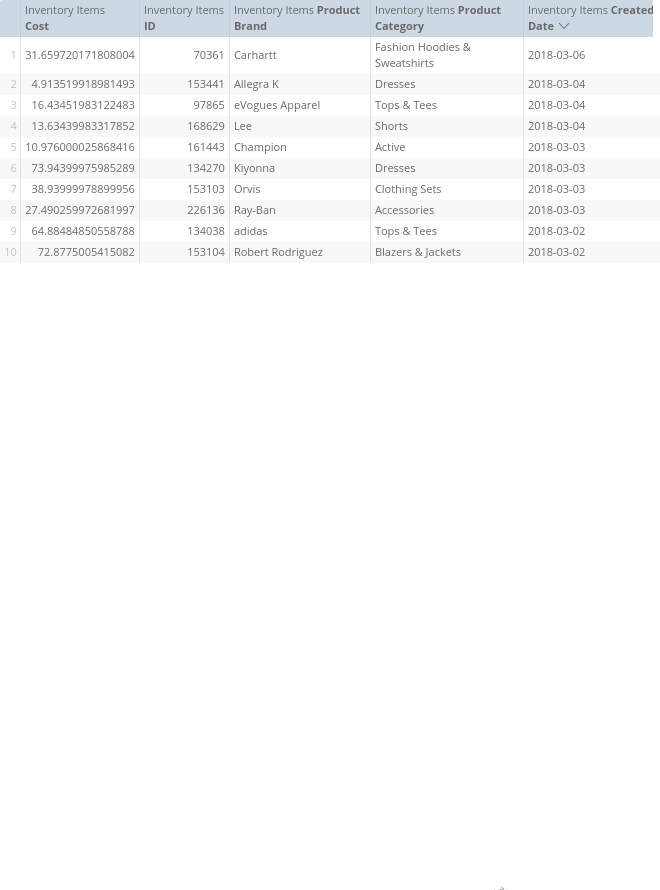 Inventory Items Cost Inventory Items ID Inventory Items Product Brand Inventory Items Product Category Inventory Items Created Date
1 31.659720171808004 70361 Carhartt Fashion Hoodies & Sweatshirts 2018-03-06
2 4.913519918981493 153441 Allegra K Dresses 2018-03-04
3 16.43451983122483 97865 eVogues Apparel Tops & Tees 2018-03-04
4 13.63439983317852 168629 Lee Shorts 2018-03-04
5 10.976000025868416 161443 Champion Active 2018-03-03
6 73.94399975985289 134270 Kiyonna Dresses 2018-03-03
7 38.93999978899956 153103 Orvis Clothing Sets 2018-03-03
8 27.490259972681997 226136 Ray-Ban Accessories 2018-03-03
9 64.88484850558788 134038 adidas Tops & Tees 2018-03-02
10 72.8775005415082 153104 Robert Rodriguez Blazers & Jackets 2018-03-02